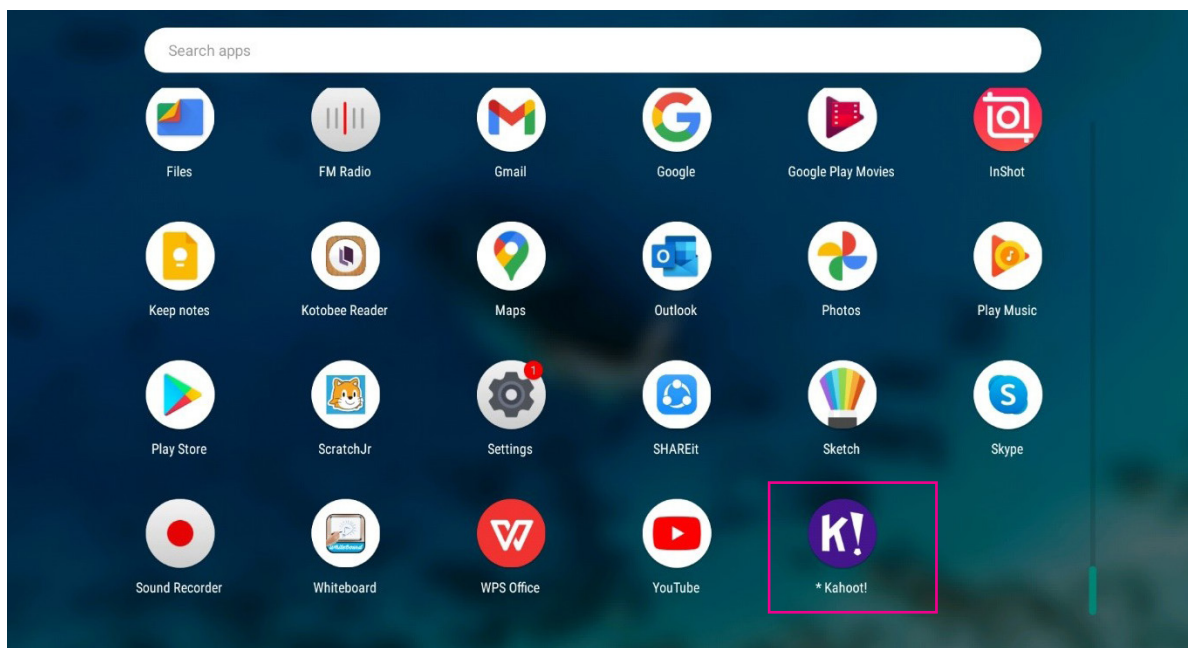 Search apps
Files
FM Radio
Gmail
Google
Google Play Movies
InShot
Keep notes
Kotobee Reader
Maps
Outlook
Photos
Play Music
1
Play Store
ScratchJr
Settings
SHAREit
Sketch
Skype
K!
Sound Recorder
Whiteboard
WPS Office
YouTube
* Kahoot!